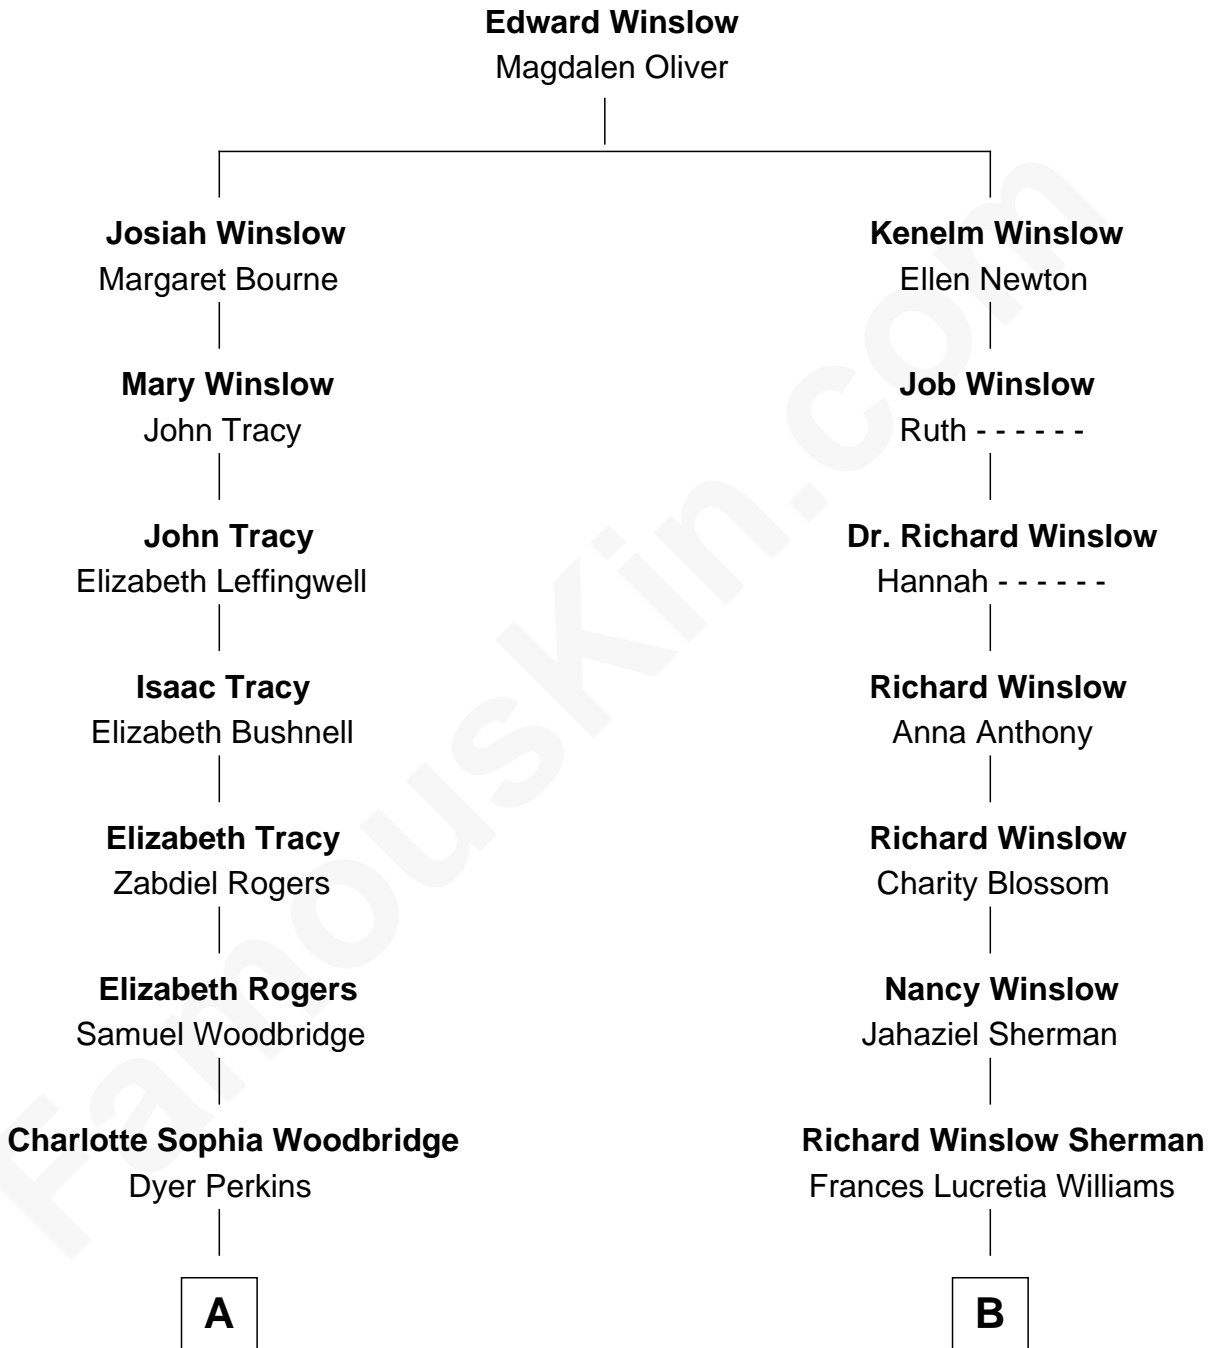 Edward Winslow
Magdalen Oliver
Josiah Winslow
Margaret Bourne
Kenelm Winslow
Ellen Newton
Mary Winslow
John Tracy
Job Winslow
Ruth - - - - - -
John Tracy
Elizabeth Leffingwell
Dr. Richard Winslow
Hannah - - - - - -
Isaac Tracy
Elizabeth Bushnell
Richard Winslow
Anna Anthony
Elizabeth Tracy
Zabdiel Rogers
Richard Winslow
Charity Blossom
Elizabeth Rogers
Samuel Woodbridge
Nancy Winslow
Jahaziel Sherman
Charlotte Sophia Woodbridge
Dyer Perkins
Richard Winslow Sherman
Frances Lucretia Williams
A
B
FamousKin.com